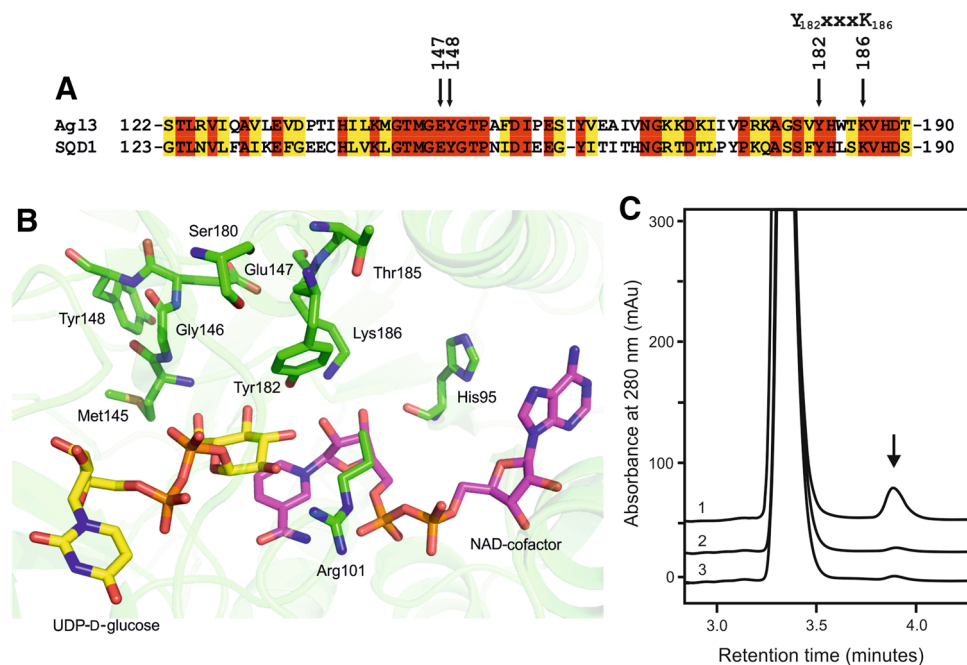 Y182xxxK186
147
148
182
186
A
Agl3 122-STLRVIQAVLEVDPTIHILKMGTMGEYGTPAFDIPESIYVEAIVNGKKDKIIVPRKAGSVYHWTKVHDT-190
SQD1 123-GTLNVLFAIKEFGEECHLVKLGTMGEYGTPNIDIEEG-YITITHNGRTDTLPYPKQASSFYHLSKVHDS-190
B
Ser180
Glu147
Thr185
Tyr148
Gly146
Lys186
Tyr182
His95
Met145
Arg101
NAD-cofactor
UDP-D-glucose
C
Absorbance at 280 nm (mAu)
300
200
100
0
1
2
3
3.0
3.5
4.0
Retention time (minutes)